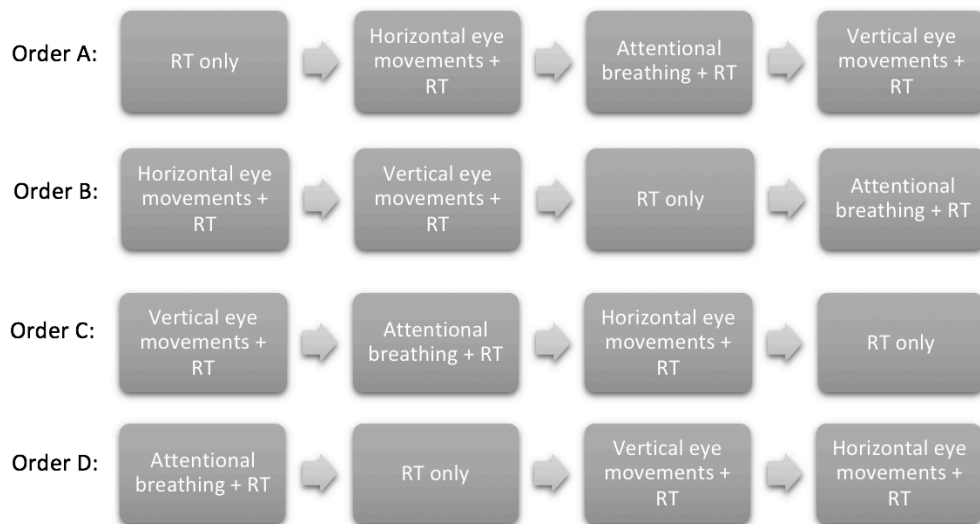 Order A:
RT only
Horizontal eye
movements +
RT
Attentional
breathing + RT
Vertical eye
movements +
RT
Order B:
Horizontal eye
movements +
RT
Vertical eye
movements +
RT
RT only
Attentional
breathing + RT
Order C:
Vertical eye
movements +
RT
Attentional
breathing + RT
Horizontal eye
movements +
RT
RT only
Order D:
Attentional
breathing + RT
RT only
Vertical eye
movements +
RT
Horizontal eye
movements +
RT